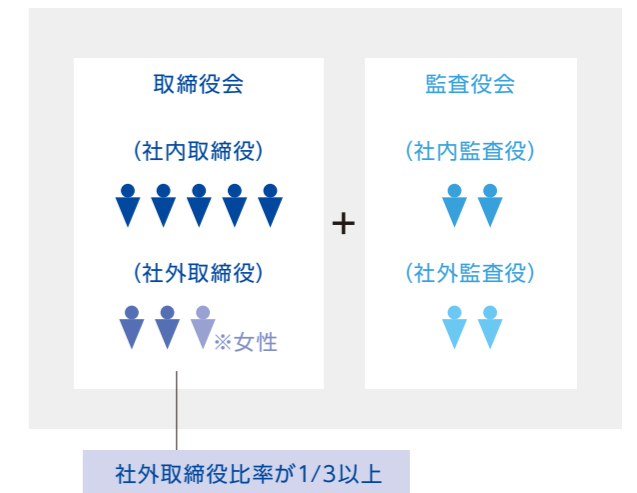 取締役会
(社内取締役)
(社外取締役)
※女性
+
監査役会
(社内監査役)
(社外監査役)
社外取締役比率が1/3以上